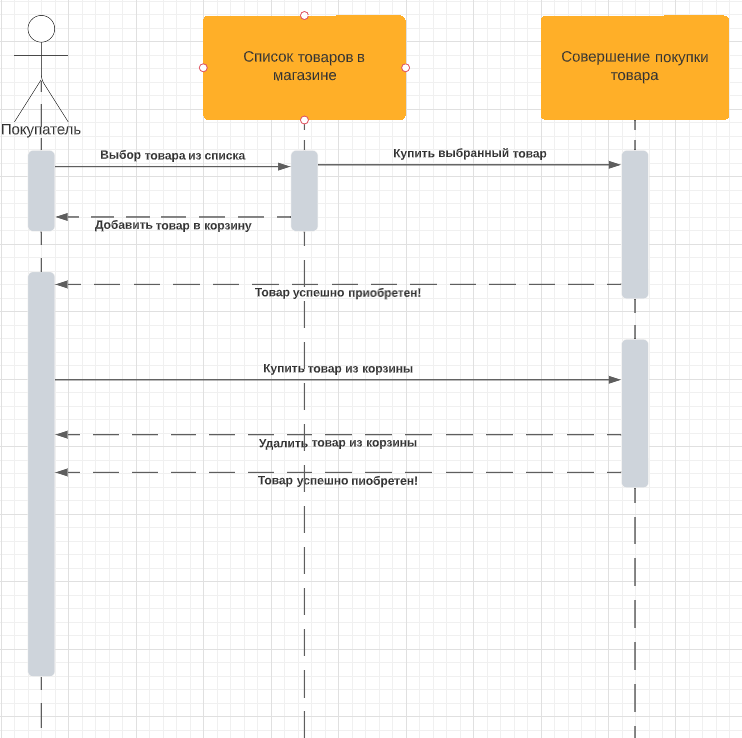 Список товаров в
магазине
Совершение покупки
товара
Покупатель
Выбор товара из списка
Купить выбранный товар
Добавить товар в корзину
Товар успешно приобретен!
Купить товар из корзины
Удалить товар из корзины
Товар успешно пиобретен!